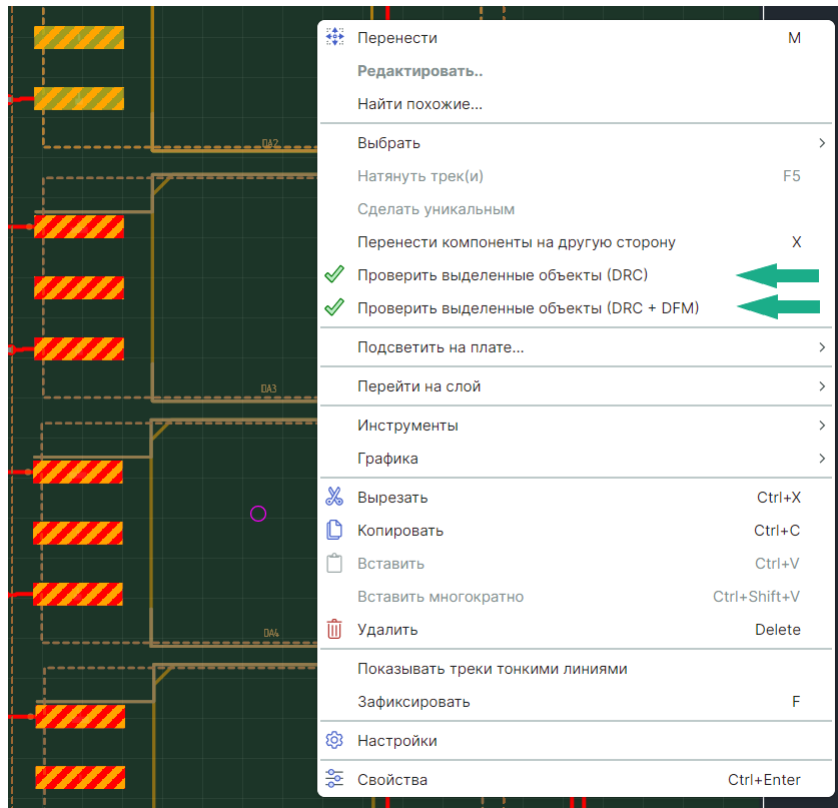 Перенести M
Редактировать..
Найти похожие...
Выбрать
DA2
Натянуть трек(и) F5
Сделать уникальным
Перенести компоненты на другую сторону X
Проверить выделенные объекты (DRC)
Проверить выделенные объекты (DRC + DFM)
Подсветить на плате...
Перейти на слой
DA3
Инструменты
Графика
Вырезать Ctrl+X
Копировать Ctrl+C
Вставить Ctrl+V
Вставить многократно Ctrl+Shift+V
Удалить Delete
DA4
Показывать треки тонкими линиями
Зафиксировать F
Настройки
Свойства Ctrl+Enter